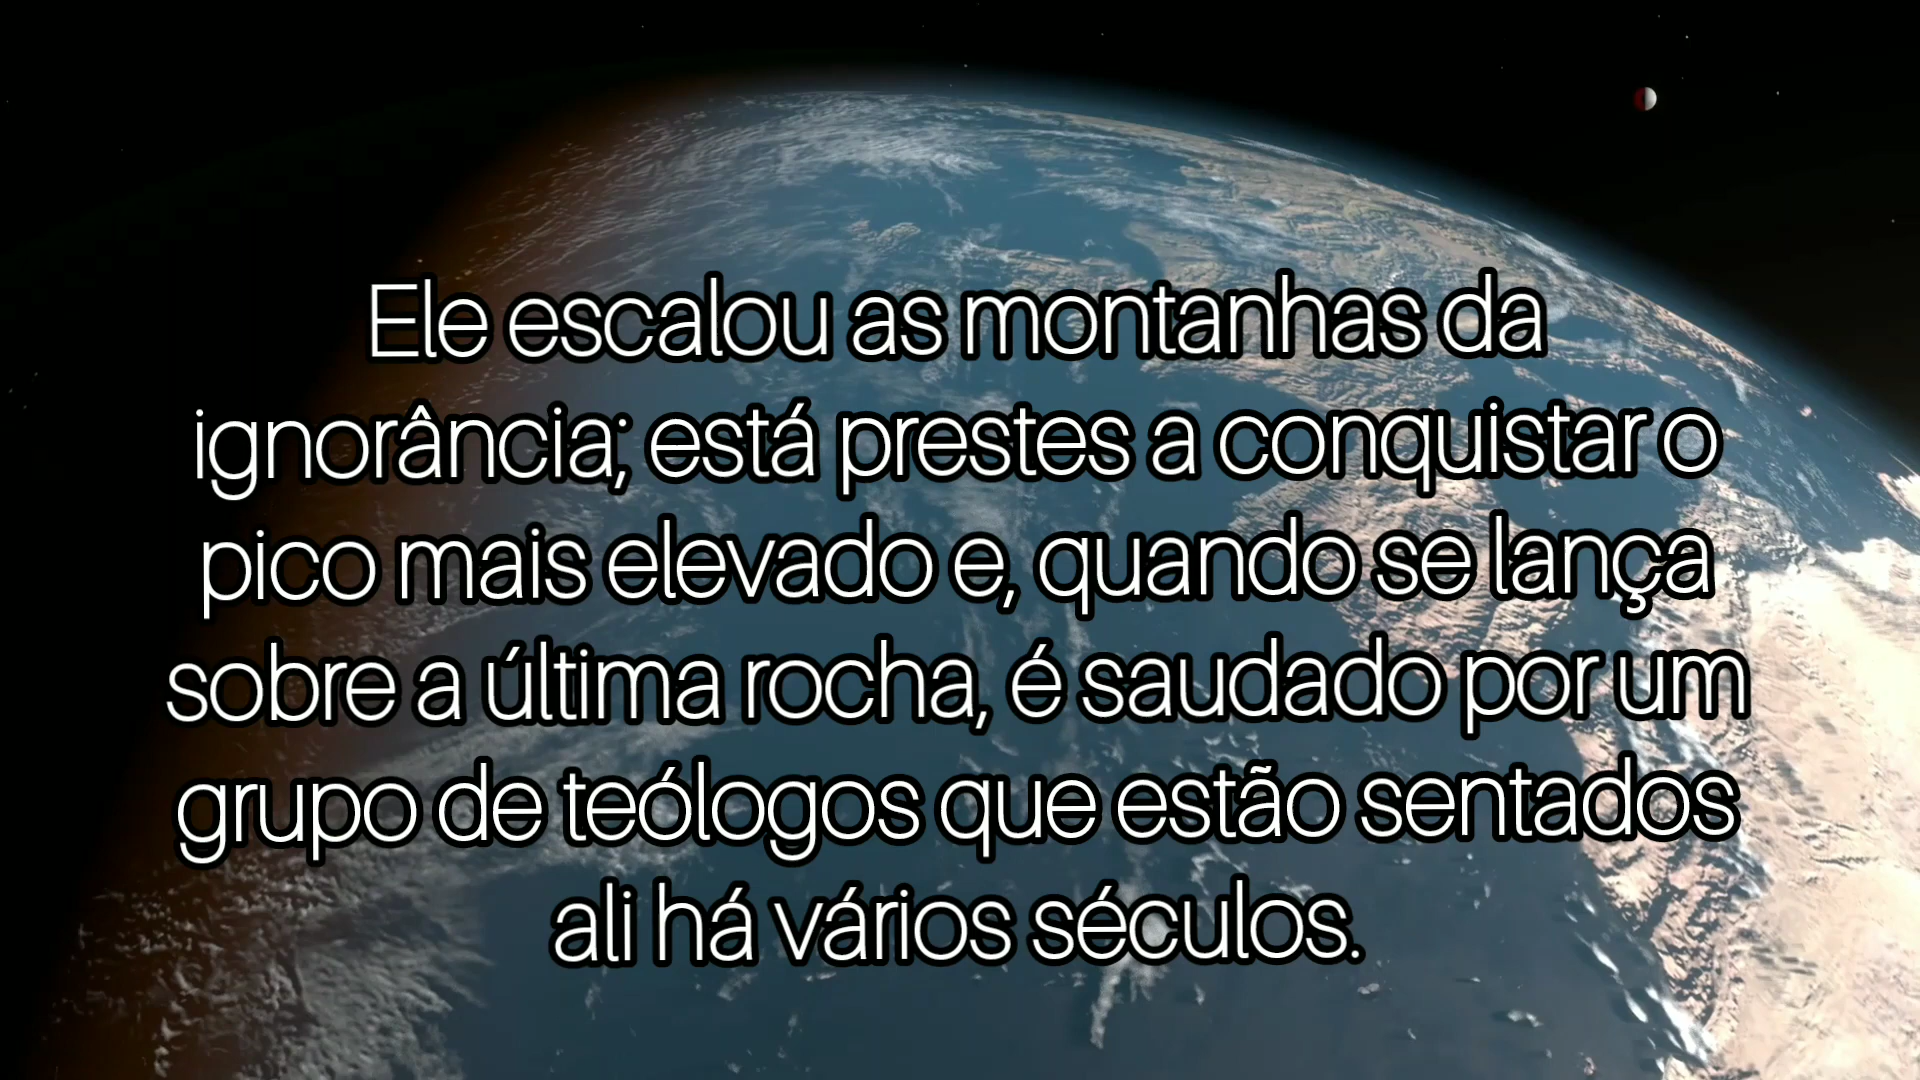 Ele escalou as montanhas da
ignorância; está prestes a conquistar o
pico mais elevado e, quando se lança
sobre a última rocha, é saudado por um
grupo de teólogos que estão sentados
ali há vários séculos.